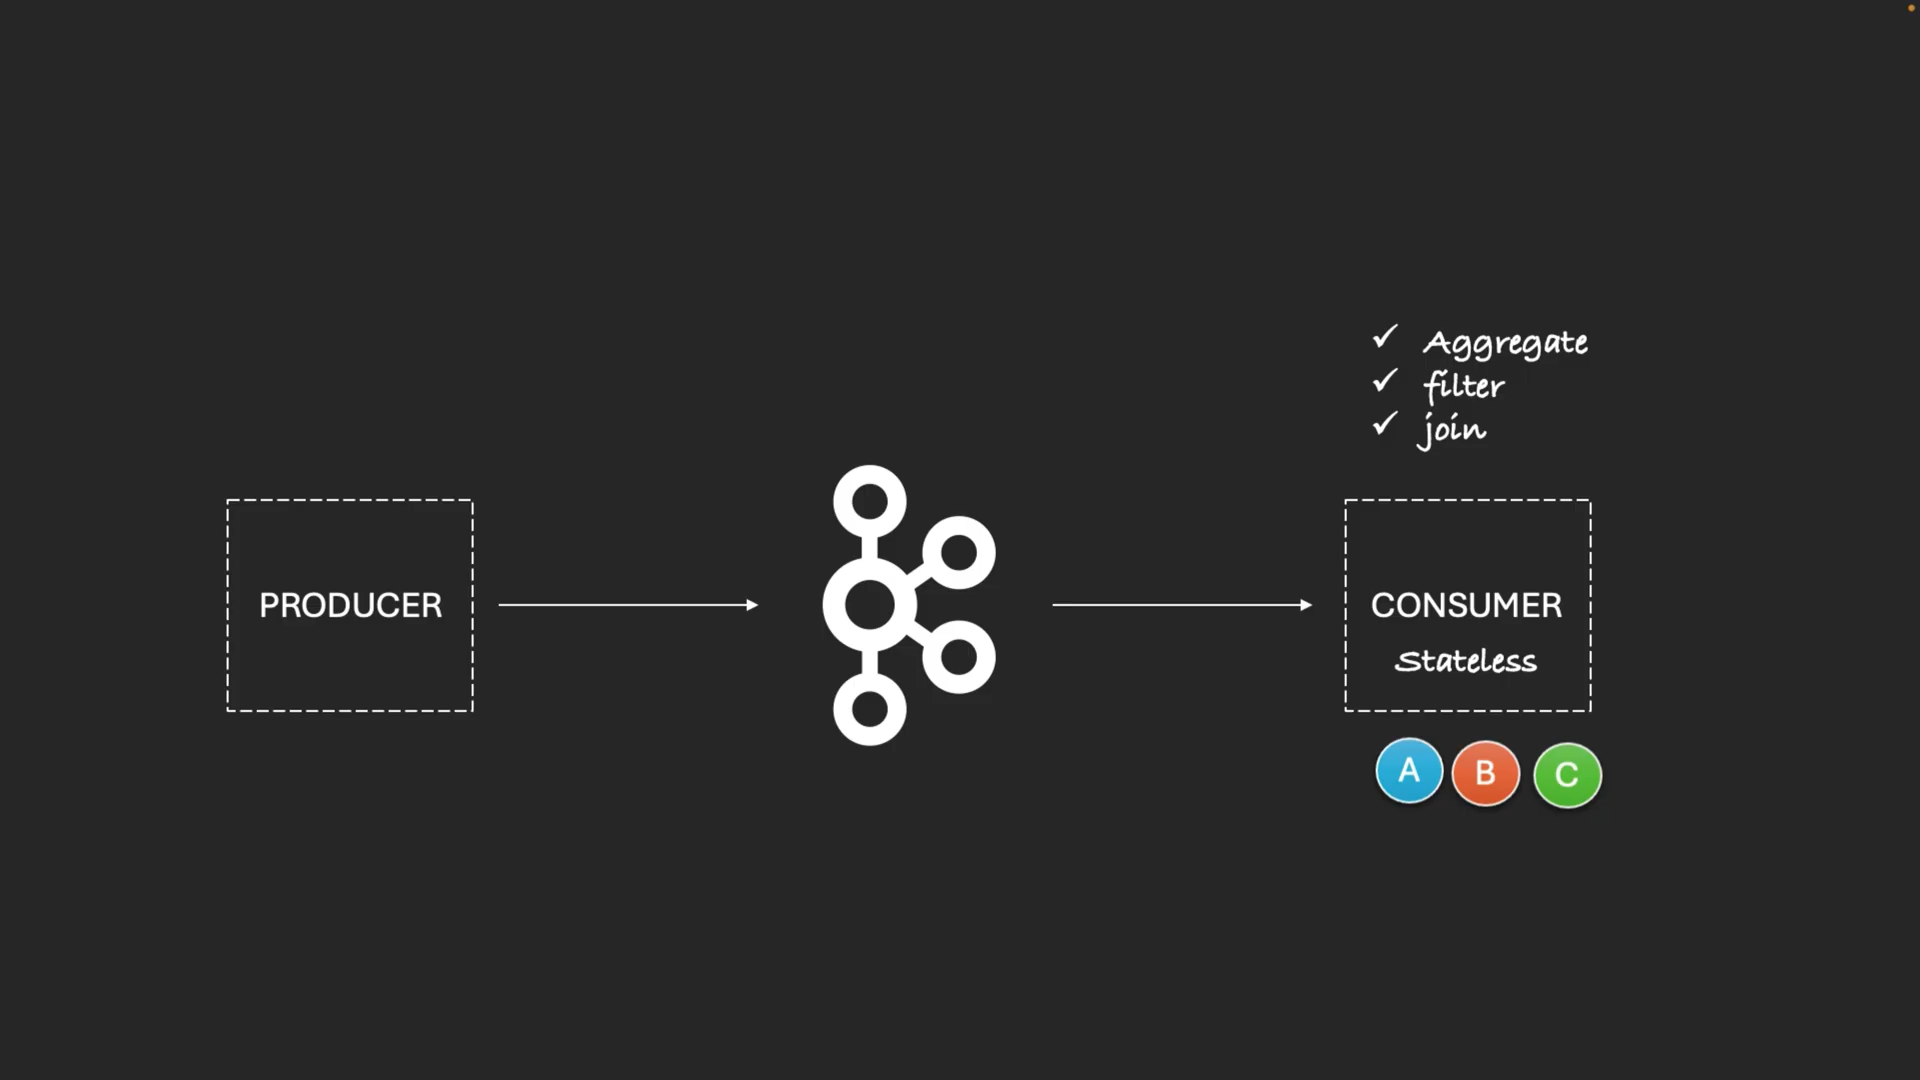 ✓ Aggregate
✓ filter
✓ join
PRODUCER
CONSUMER
Stateless
A B C